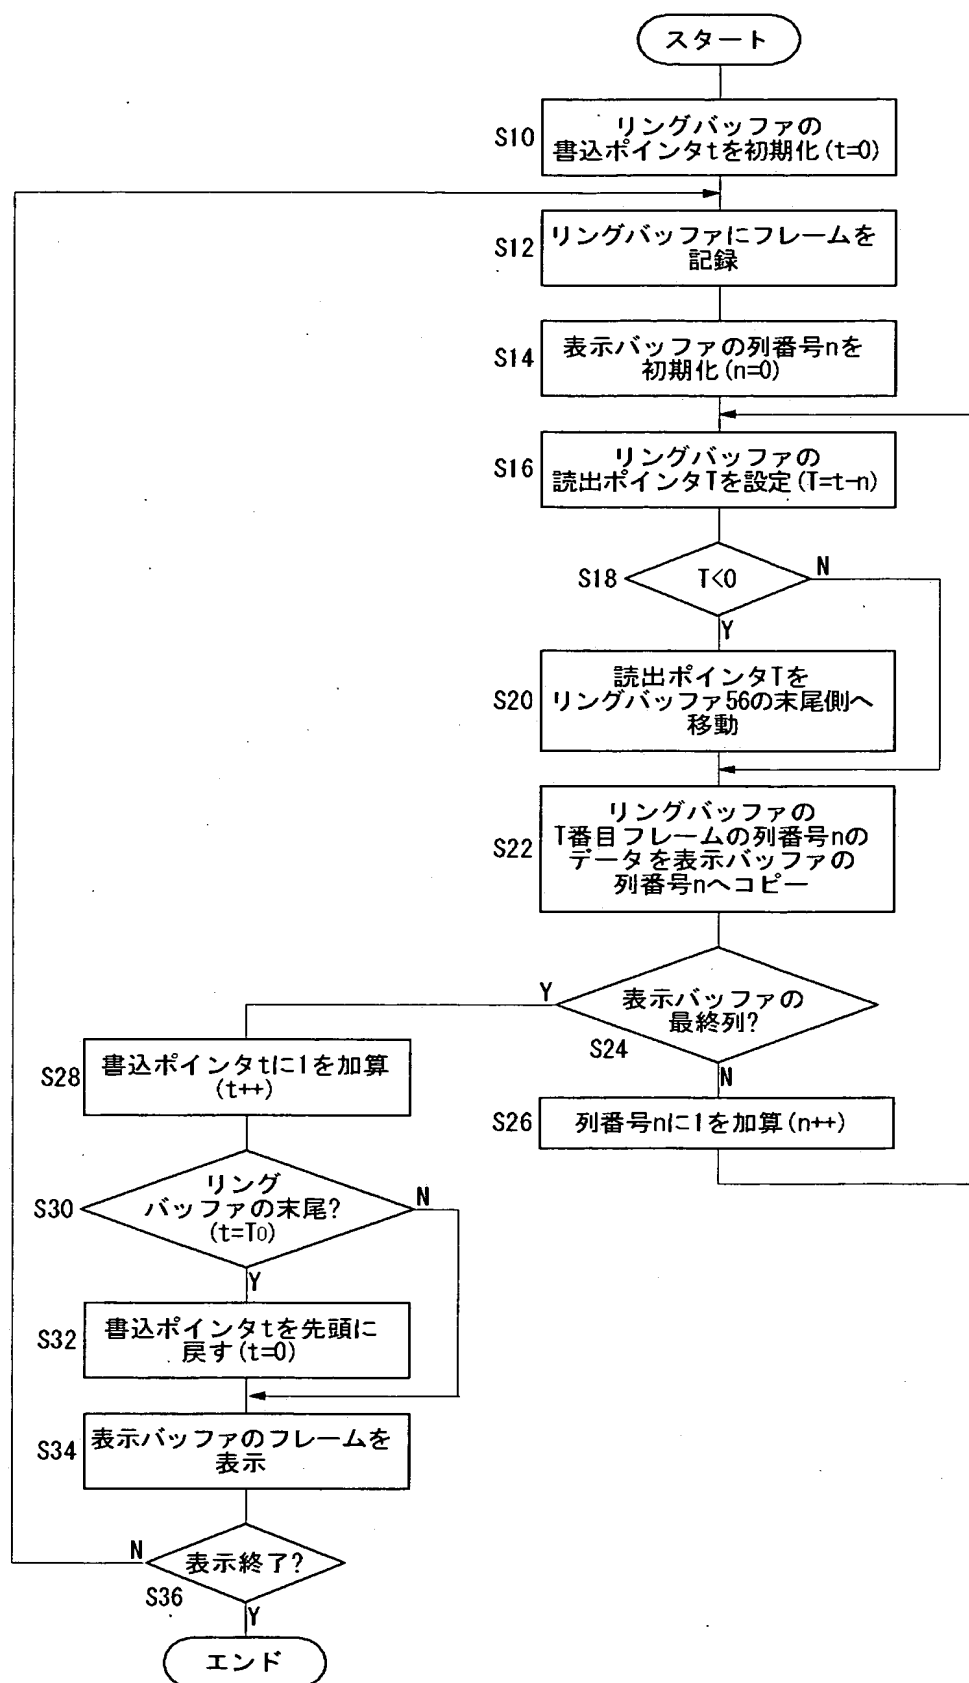 スタート
S10
リングバッファの
書込ポインタtを初期化(t=0)
S12
リングバッファにフレームを
記録
S14
表示バッファの列番号nを
初期化(n=0)
S16
リングバッファの
読出ポインタTを設定(T=t-n)
S18
T<0
N
Y
S20
読出ポインタTを
リングバッファ56の末尾側へ
移動
S22
リングバッファの
T番目フレームの列番号nの
データを表示バッファの
列番号nへコピー
Y
表示バッファの
最終列?
S24
N
S26
列番号nに1を加算(n++)
S28
書込ポインタtに1を加算
(t++)
S30
リング
バッファの末尾?
(t=T0)
N
Y
S32
書込ポインタtを先頭に
戻す(t=0)
S34
表示バッファのフレームを
表示
N
表示終了?
S36
Y
エンド